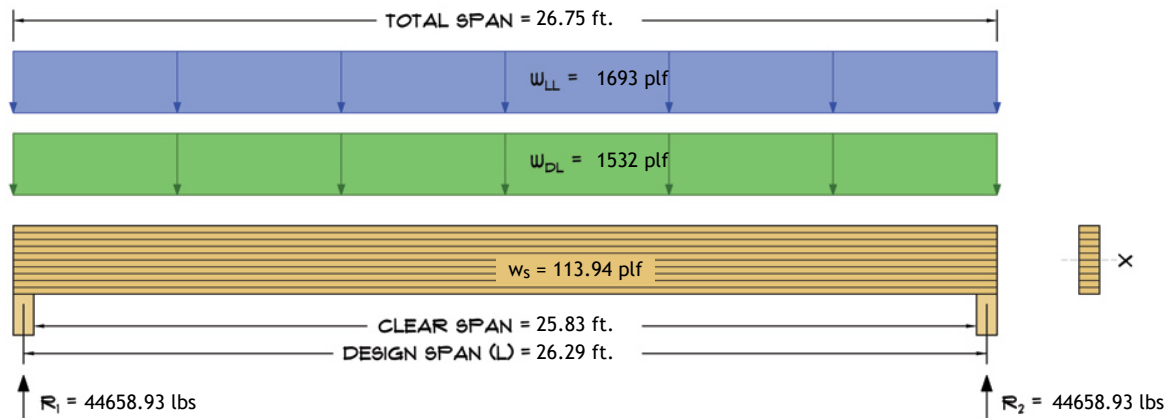 TOTAL SPAN = 26.75 ft.
WLL = 1693 plf
WDL = 1532 plf
ws = 113.94 plf
X
CLEAR SPAN = 25.83 ft.
DESIGN SPAN (L) = 26.29 ft.
R1 = 44658.93 lbs
R2 = 44658.93 lbs